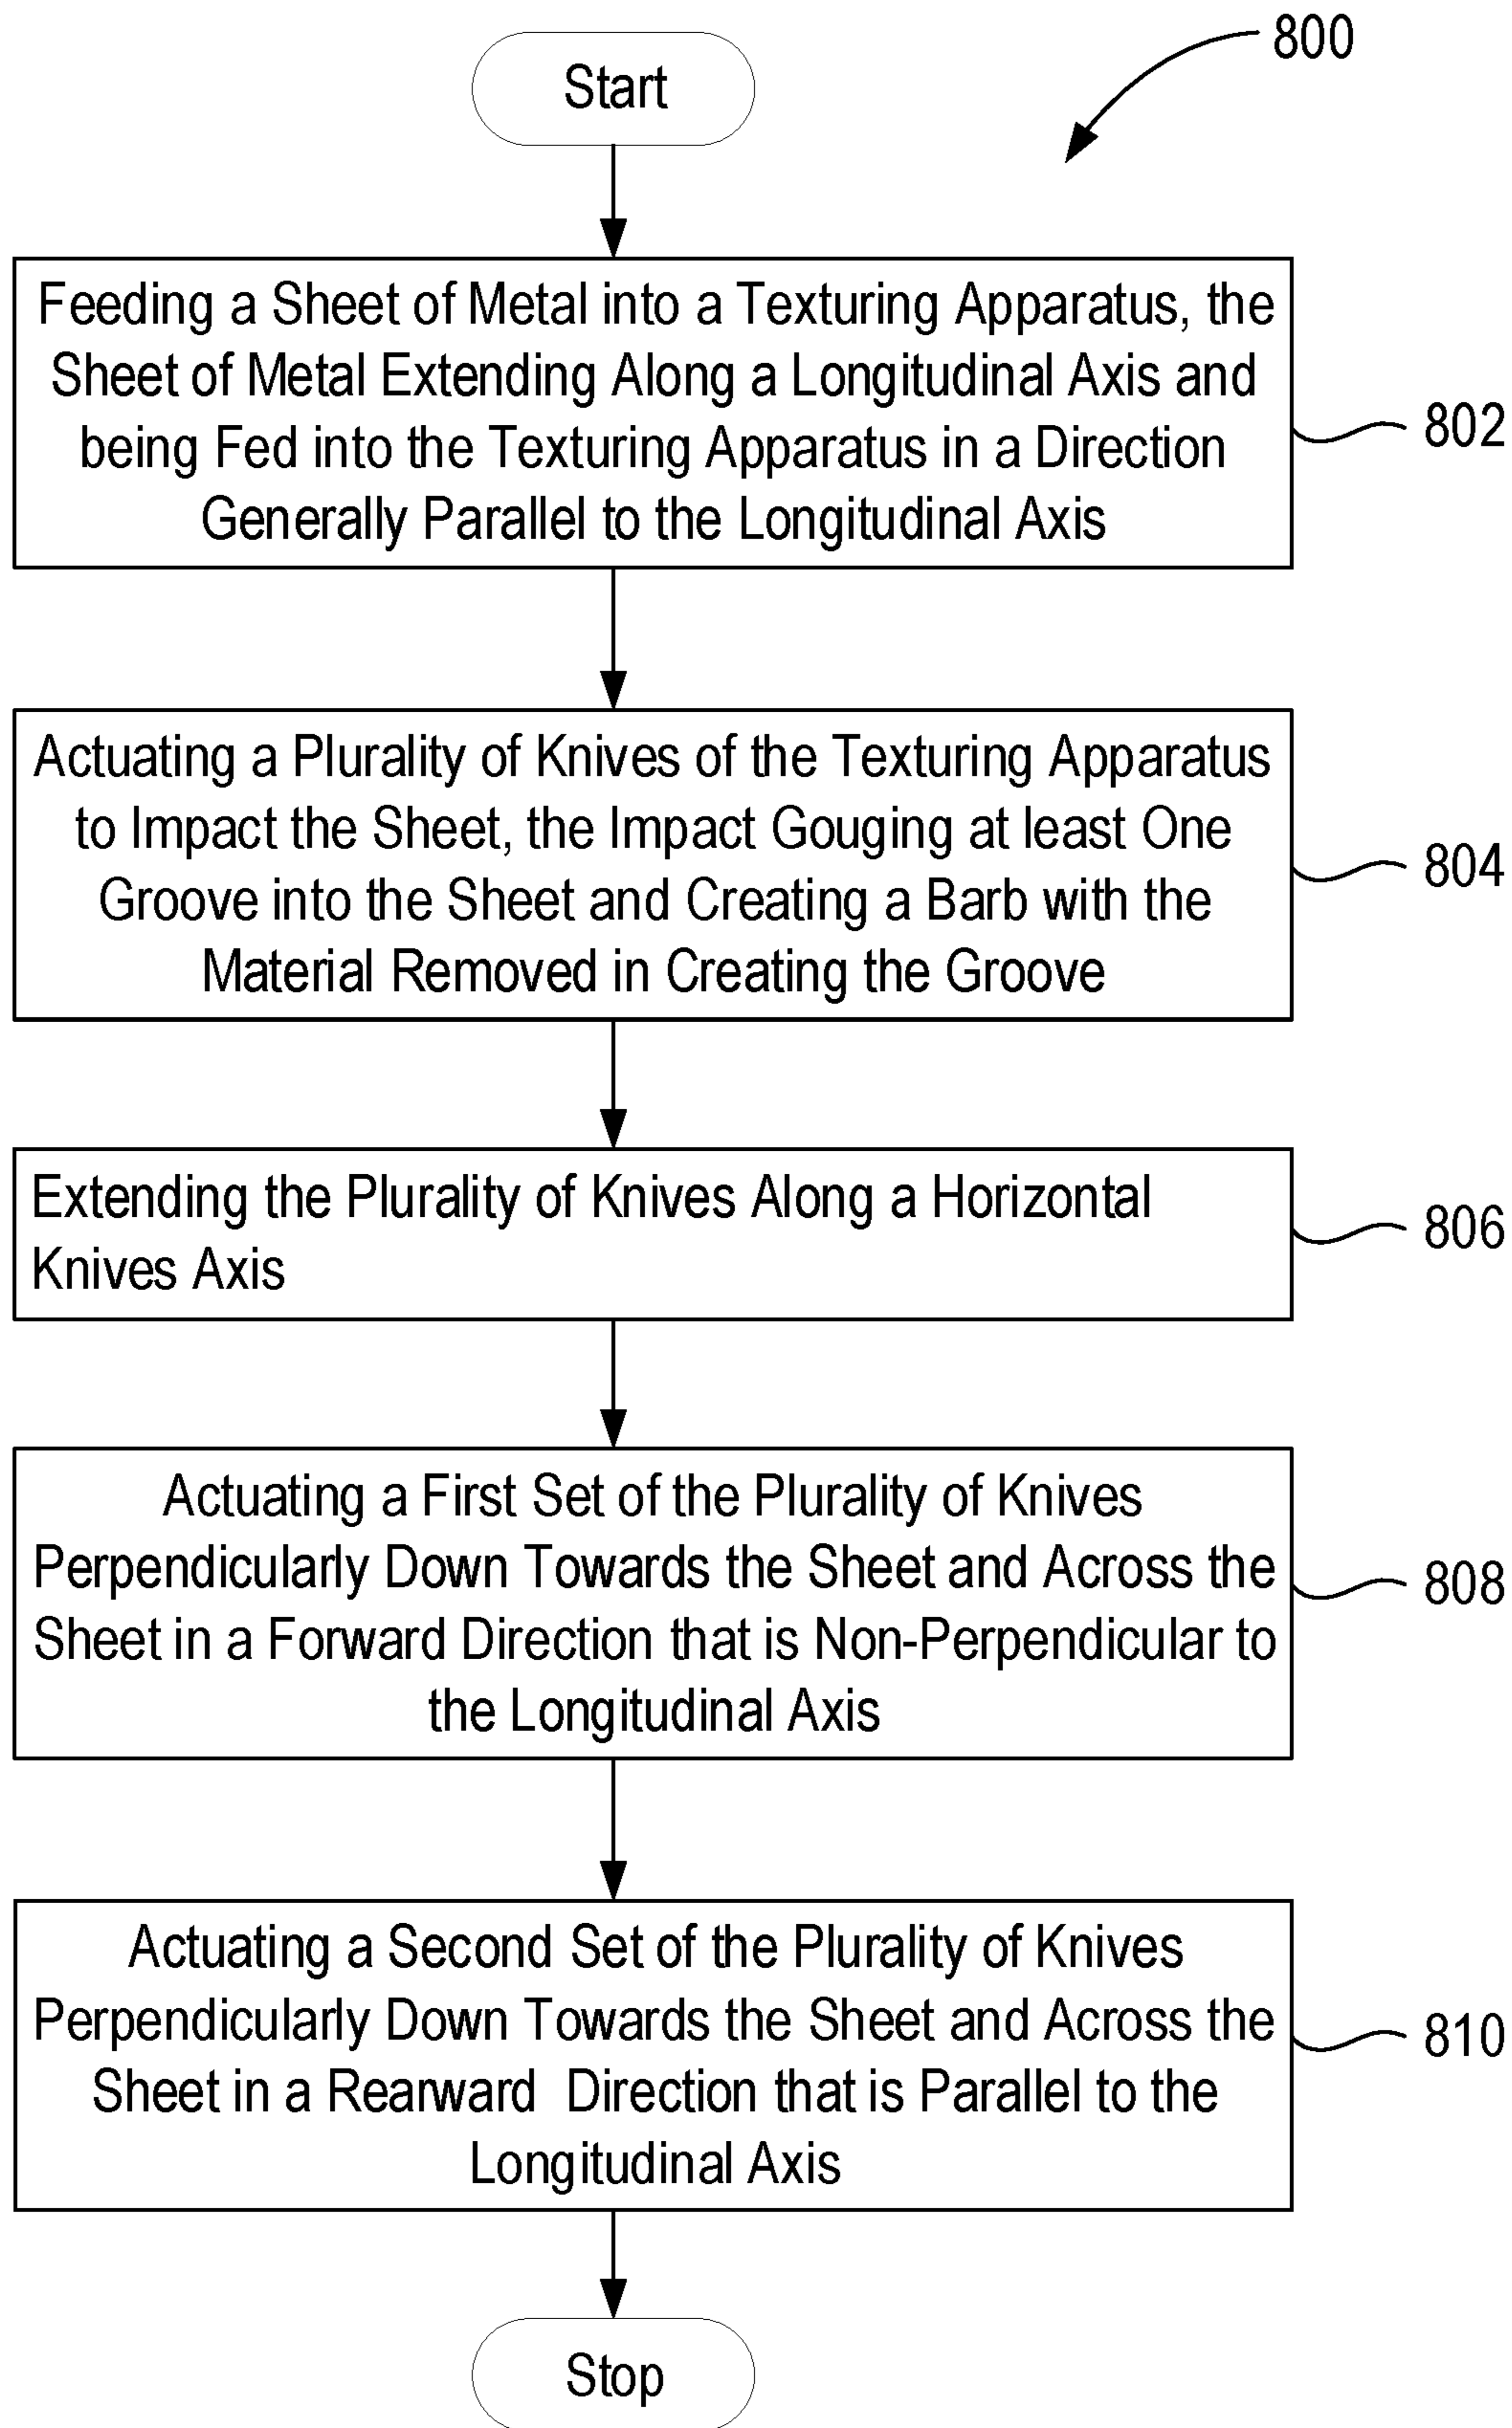 800
Start
Feeding a Sheet of Metal into a Texturing Apparatus, the
Sheet of Metal Extending Along a Longitudinal Axis and
being Fed into the Texturing Apparatus in a Direction
Generally Parallel to the Longitudinal Axis
802
Actuating a Plurality of Knives of the Texturing Apparatus
to Impact the Sheet, the Impact Gouging at least One
Groove into the Sheet and Creating a Barb with the
Material Removed in Creating the Groove
804
Extending the Plurality of Knives Along a Horizontal
Knives Axis
806
Actuating a First Set of the Plurality of Knives
Perpendicularly Down Towards the Sheet and Across the
Sheet in a Forward Direction that is Non-Perpendicular to
the Longitudinal Axis
808
Actuating a Second Set of the Plurality of Knives
Perpendicularly Down Towards the Sheet and Across the
Sheet in a Rearward Direction that is Parallel to the
Longitudinal Axis
810
Stop